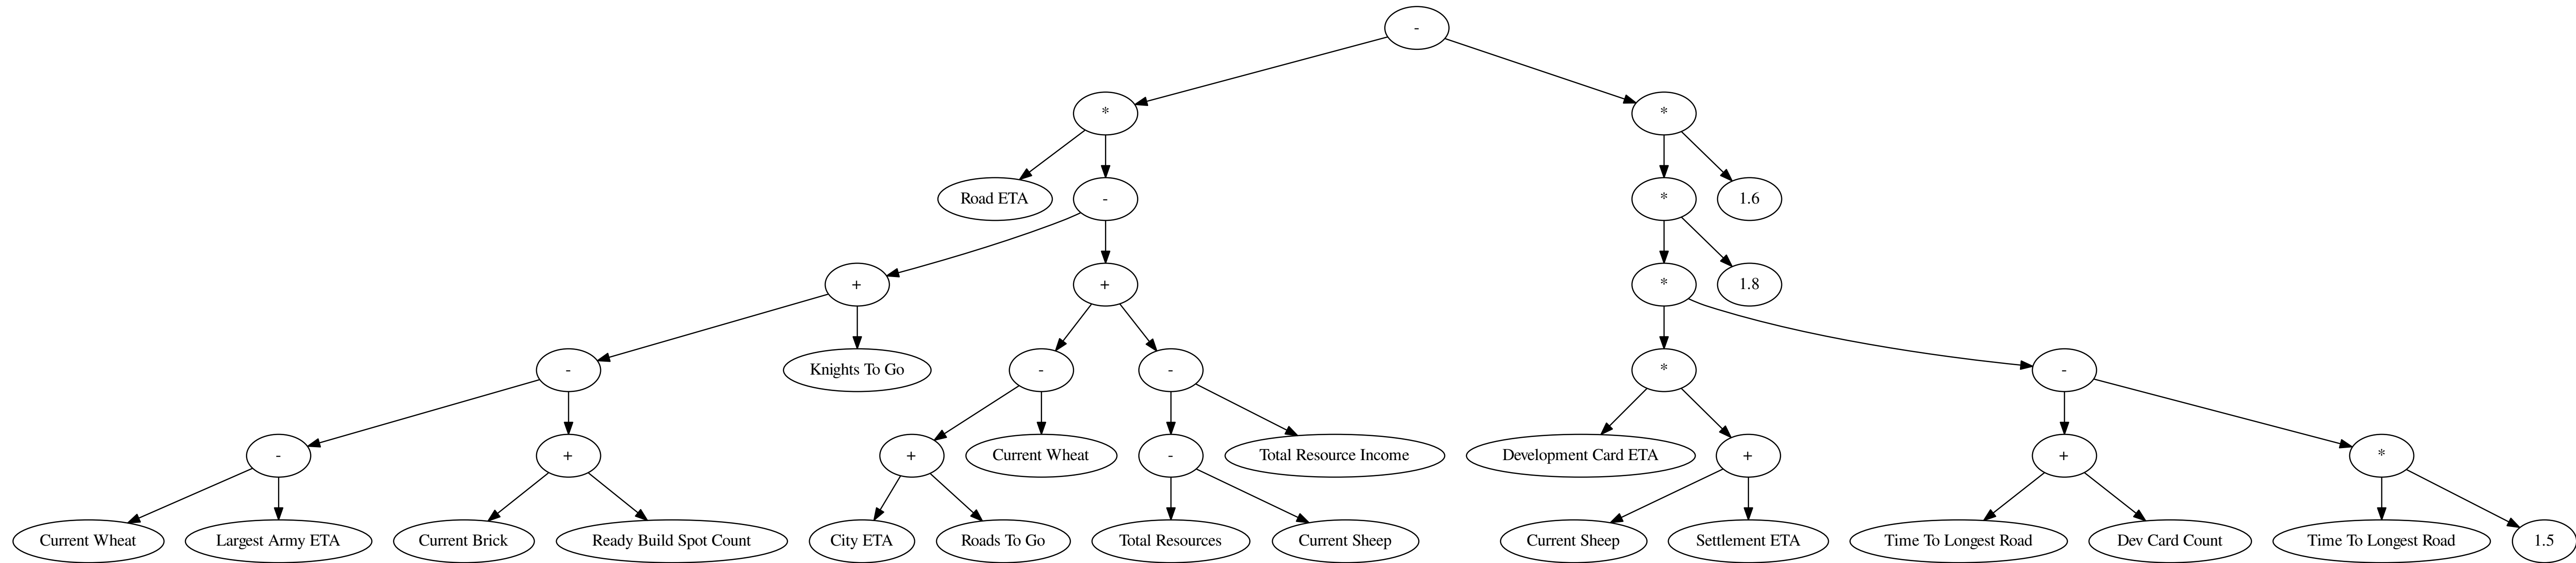 -
*
*
Road ETA
-
*
1.6
+
+
*
1.8
-
Knights To Go
-
-
*
-
-
+
+
Current Wheat
-
Total Resource Income
Development Card ETA
+
+
*
Current Wheat
Largest Army ETA
Current Brick
Ready Build Spot Count
City ETA
Roads To Go
Total Resources
Current Sheep
Current Sheep
Settlement ETA
Time To Longest Road
Dev Card Count
Time To Longest Road
1.5